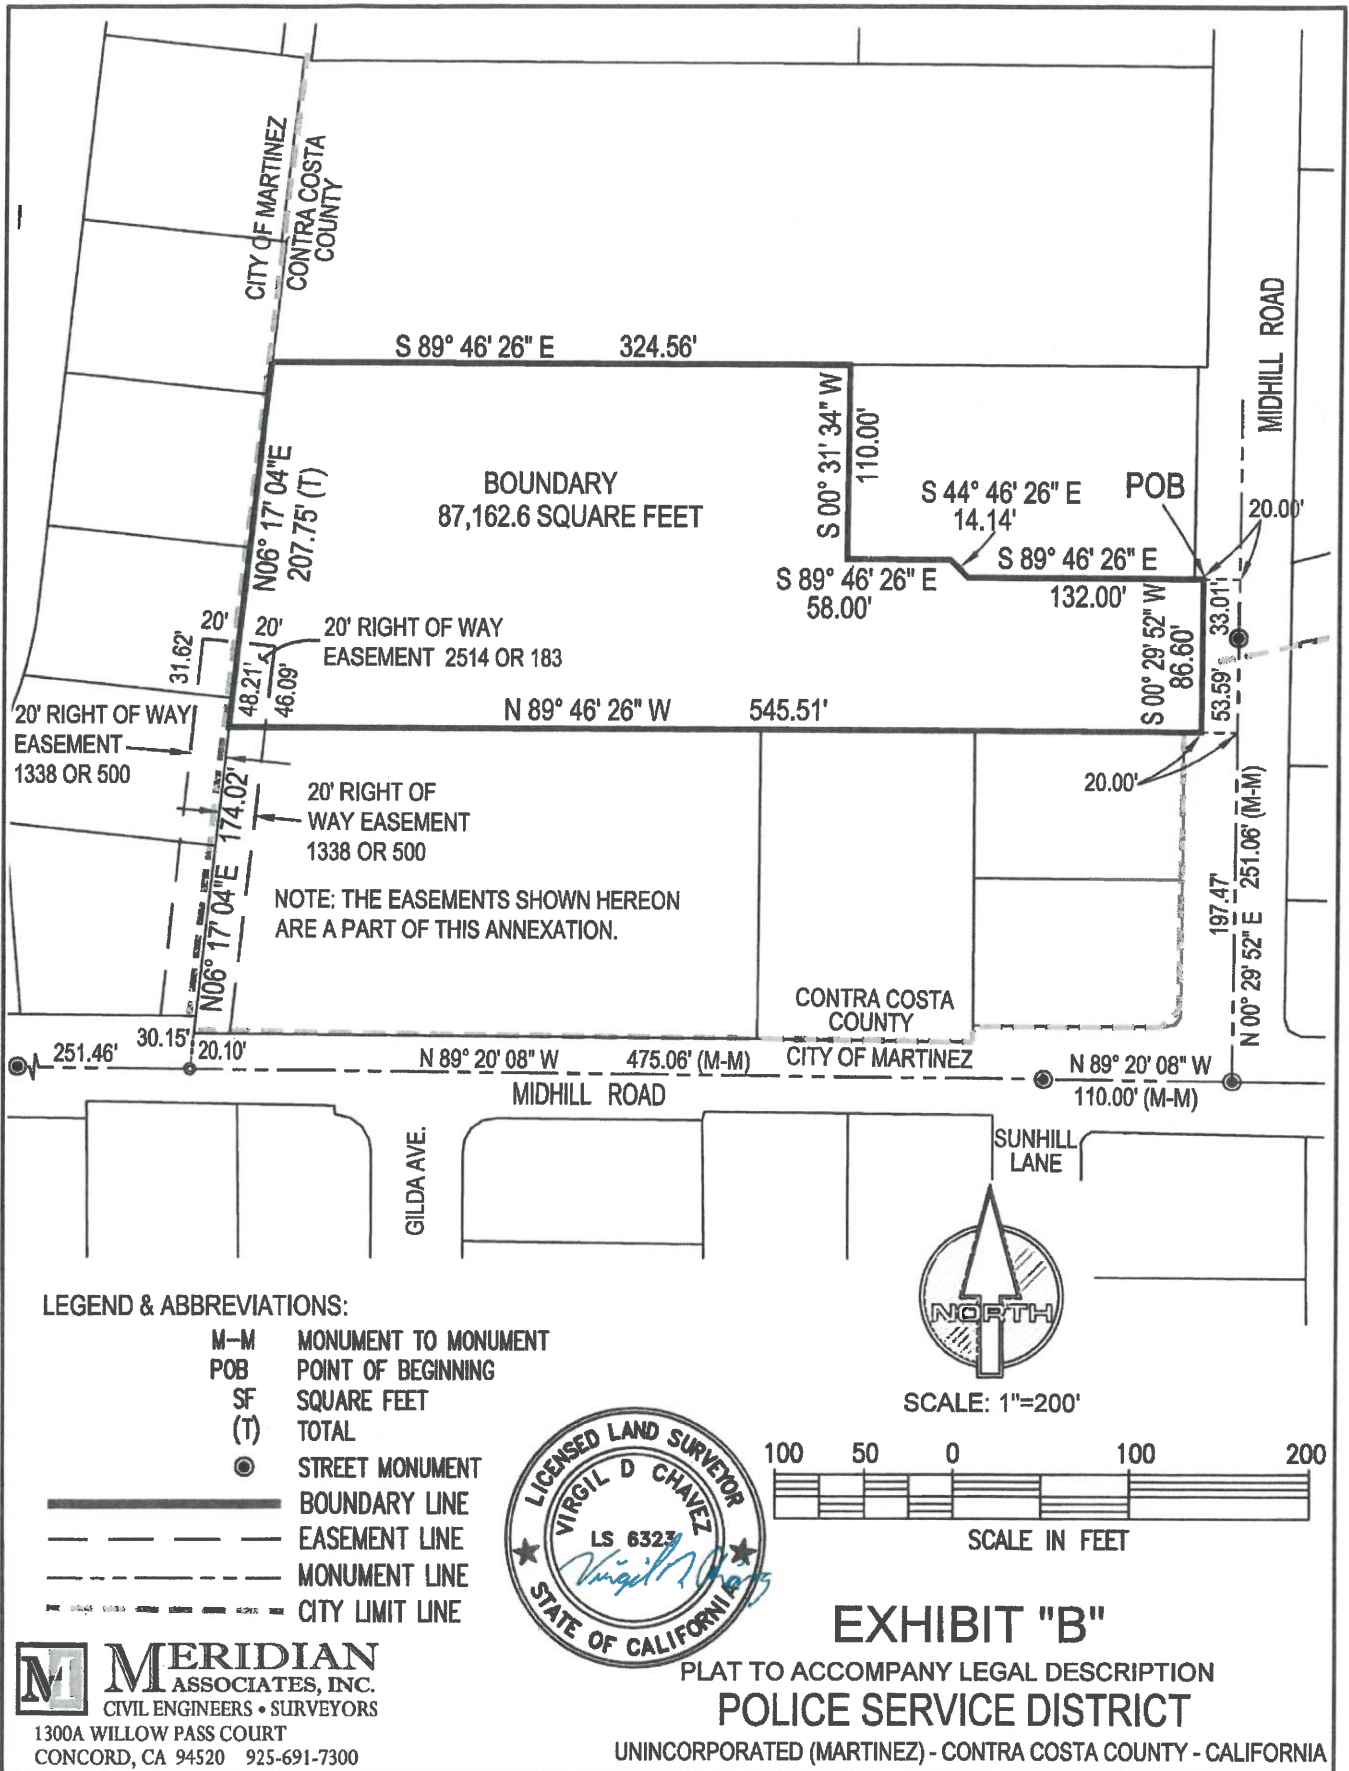 CITY OF MARTINEZ
CONTRA COSTA
COUNTY
S 89° 46' 26" E 324.56'
MIDHILL ROAD
S 00° 31' 34" W
110.00'
N06° 17' 04"E
207.75' (T)
BOUNDARY
87,162.6 SQUARE FEET
S 44° 46' 26" E
14.14'
POB
20.00'
S 89° 46' 26" E
58.00'
S 89° 46' 26" E
132.00'
S 00° 29' 52" W
86.60'
33.01'
53.59'
20'
20'
31.62'
48.21'
46.09'
20' RIGHT OF WAY
EASEMENT 2514 OR 183
N 89° 46' 26" W 545.51'
20' RIGHT OF WAY
EASEMENT
1338 OR 500
20.00'
N06° 17' 04"E 174.02'
20' RIGHT OF
WAY EASEMENT
1338 OR 500
NOTE: THE EASEMENTS SHOWN HEREON
ARE A PART OF THIS ANNEXATION.
197.47'
N 00° 29' 52" E 251.06' (M-M)
CONTRA COSTA
COUNTY
CITY OF MARTINEZ
251.46'
30.15'
20.10'
N 89° 20' 08" W 475.06' (M-M)
MIDHILL ROAD
N 89° 20' 08" W
110.00' (M-M)
GILDA AVE.
SUNHILL
LANE
NORTH
SCALE: 1"=200'
LEGEND & ABBREVIATIONS:
M-M MONUMENT TO MONUMENT
POB POINT OF BEGINNING
SF SQUARE FEET
(T) TOTAL
STREET MONUMENT
BOUNDARY LINE
EASEMENT LINE
MONUMENT LINE
CITY LIMIT LINE
100 50 0 100 200
SCALE IN FEET
LICENSED LAND SURVEYOR
VIRGIL D CHAVEZ
LS 6323
Virgil D Chavez
STATE OF CALIFORNIA
M
MERIDIAN
ASSOCIATES, INC.
CIVIL ENGINEERS • SURVEYORS
1300A WILLOW PASS COURT
CONCORD, CA 94520 925-691-7300
EXHIBIT "B"
PLAT TO ACCOMPANY LEGAL DESCRIPTION
POLICE SERVICE DISTRICT
UNINCORPORATED (MARTINEZ) - CONTRA COSTA COUNTY - CALIFORNIA